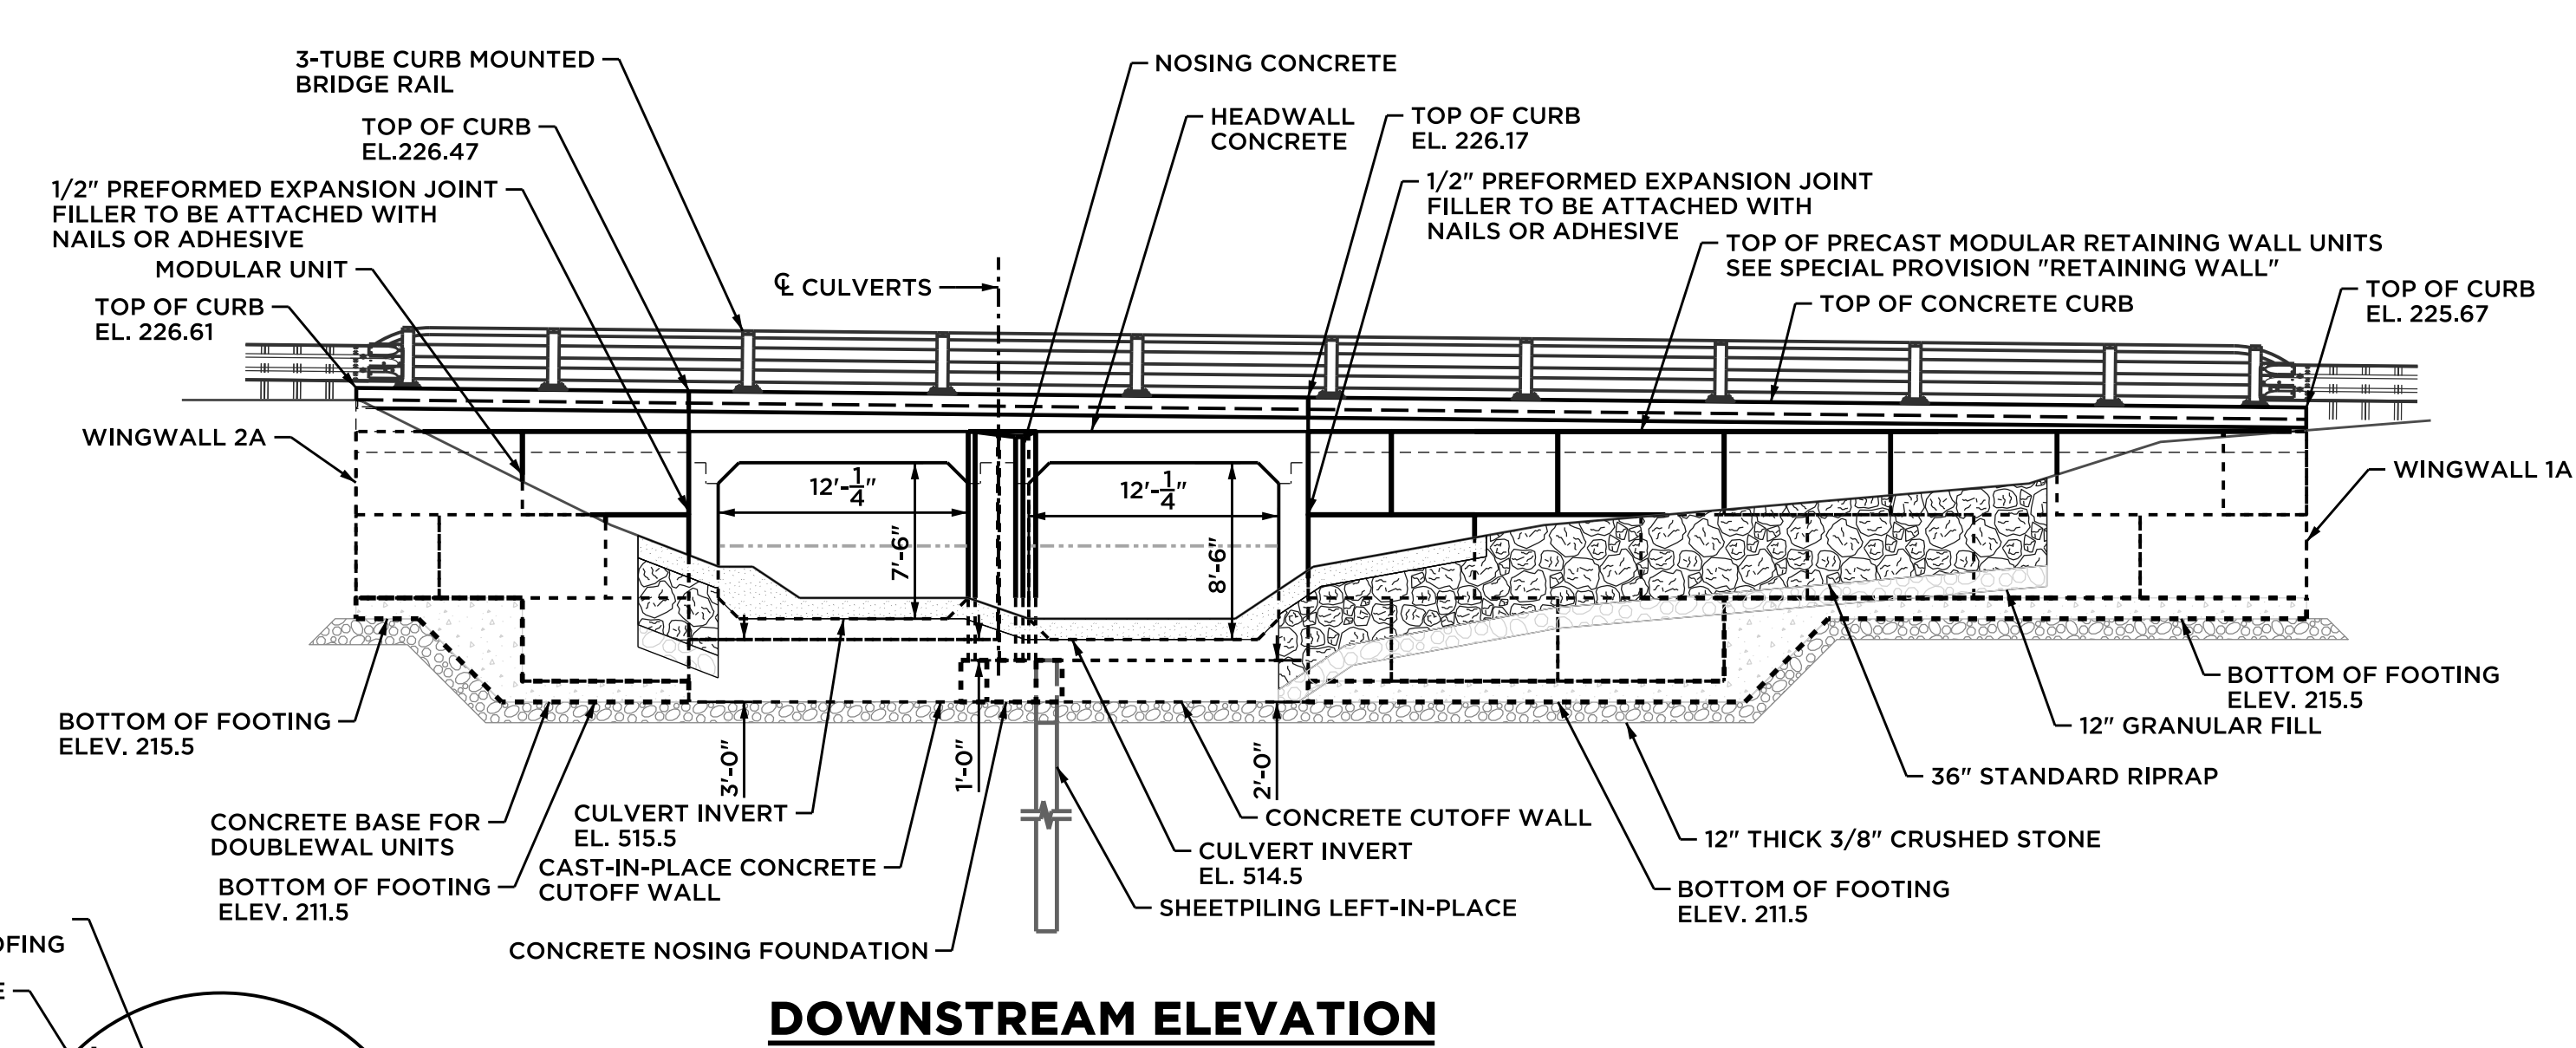 3-TUBE CURB MOUNTED
BRIDGE RAIL
TOP OF CURB
EL.226.47
1/2" PREFORMED EXPANSION JOINT
FILLER TO BE ATTACHED WITH
NAILS OR ADHESIVE
MODULAR UNIT
TOP OF CURB
EL. 226.61
WINGWALL 2A
NOSING CONCRETE
HEADWALL
CONCRETE
TOP OF CURB
EL. 226.17
1/2" PREFORMED EXPANSION JOINT
FILLER TO BE ATTACHED WITH
NAILS OR ADHESIVE
TOP OF PRECAST MODULAR RETAINING WALL UNITS
SEE SPECIAL PROVISION "RETAINING WALL"
℄ CULVERTS
TOP OF CONCRETE CURB
TOP OF CURB
EL. 225.67
WINGWALL 1A
12'-1/4"
7'-6"
12'-1/4"
8'-6"
BOTTOM OF FOOTING
ELEV. 215.5
CONCRETE BASE FOR
DOUBLEWAL UNITS
BOTTOM OF FOOTING
ELEV. 211.5
3'-0"
CULVERT INVERT
EL. 515.5
CAST-IN-PLACE CONCRETE
CUTOFF WALL
CONCRETE NOSING FOUNDATION
1'-0"
2'-0"
CONCRETE CUTOFF WALL
CULVERT INVERT
EL. 514.5
SHEETPILING LEFT-IN-PLACE
BOTTOM OF FOOTING
ELEV. 215.5
12" GRANULAR FILL
36" STANDARD RIPRAP
12" THICK 3/8" CRUSHED STONE
BOTTOM OF FOOTING
ELEV. 211.5
DOWNSTREAM ELEVATION